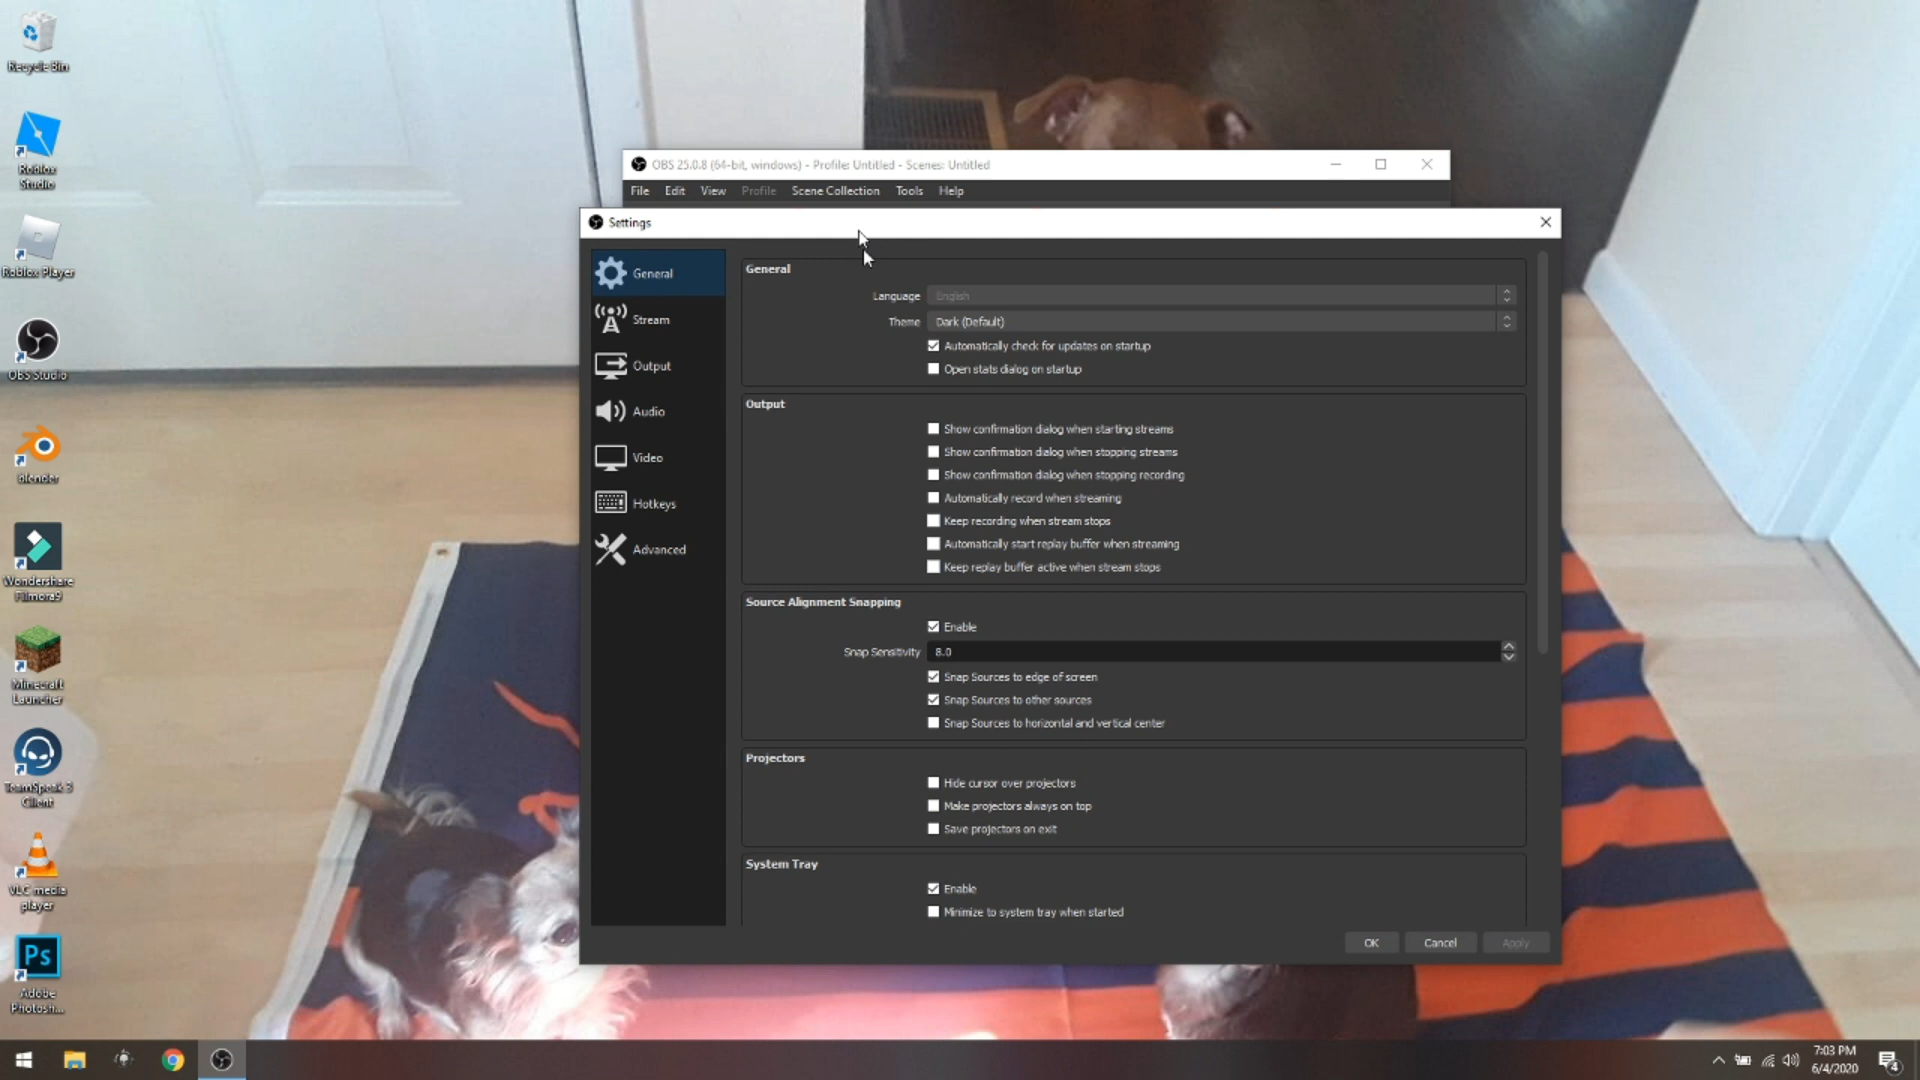 Recycle Bin
Roblox
Studio
Roblox Player
OBS Studio
Blender
Wondershare
Filmora9
Minecraft
Launcher
TeamSpeak 3
Client
VLC media
player
Ps
Adobe
Photosh...
OBS 25.0.8 (64-bit, windows) - Profile: Untitled - Scenes: Untitled
File Edit View Profile Scene Collection Tools Help
Settings
General
Stream
Output
Audio
Video
Hotkeys
Advanced
General
Language English
Theme Dark (Default)
Automatically check for updates on startup
Open stats dialog on startup
Output
Show confirmation dialog when starting streams
Show confirmation dialog when stopping streams
Show confirmation dialog when stopping recording
Automatically record when streaming
Keep recording when stream stops
Automatically start replay buffer when streaming
Keep replay buffer active when stream stops
Source Alignment Snapping
Enable
Snap Sensitivity 8.0
Snap Sources to edge of screen
Snap Sources to other sources
Snap Sources to horizontal and vertical center
Projectors
Hide cursor over projectors
Make projectors always on top
Save projectors on exit
System Tray
Enable
Minimize to system tray when started
OK Cancel Apply
7:03 PM
6/4/2020
4